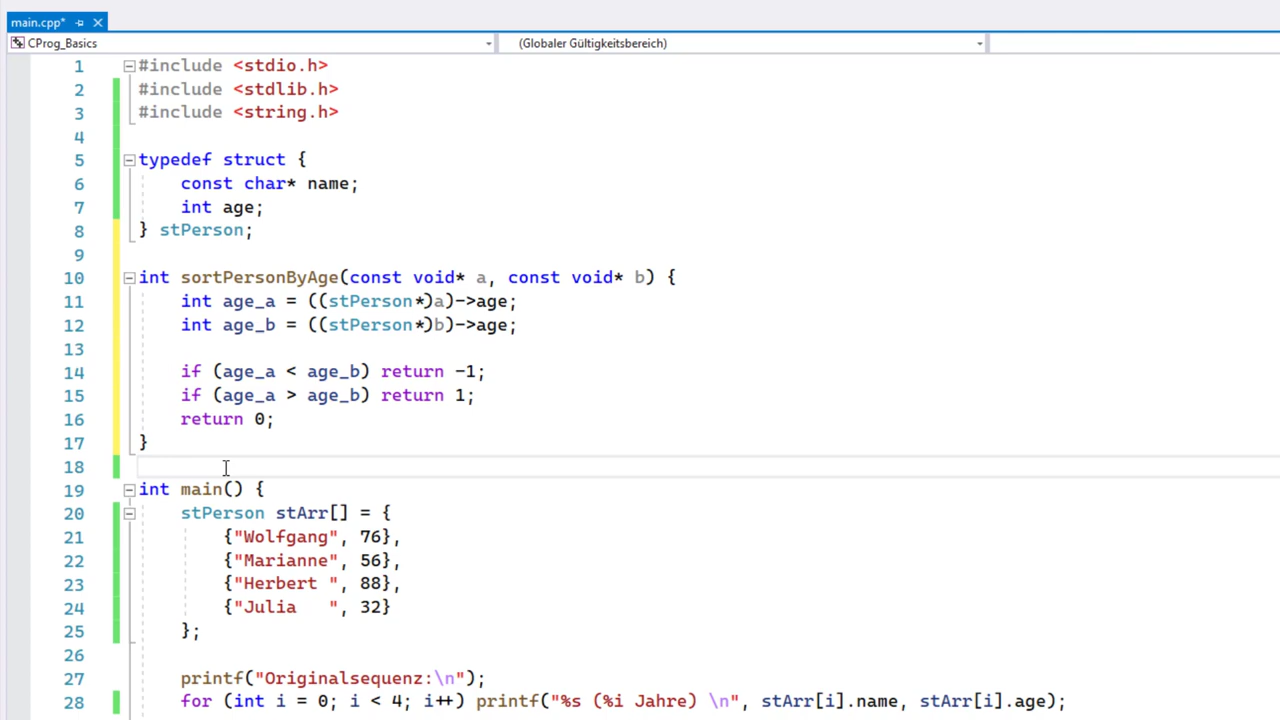 main.cpp*
CProg_Basics (Globaler Gültigkeitsbereich)
1 #include <stdio.h>
2 #include <stdlib.h>
3 #include <string.h>
4
5 typedef struct {
6     const char* name;
7     int age;
8 } stPerson;
9
10 int sortPersonByAge(const void* a, const void* b) {
11     int age_a = ((stPerson*)a)->age;
12     int age_b = ((stPerson*)b)->age;
13
14     if (age_a < age_b) return -1;
15     if (age_a > age_b) return 1;
16     return 0;
17 }
18
19 int main() {
20     stPerson stArr[] = {
21         {"Wolfgang", 76},
22         {"Marianne", 56},
23         {"Herbert ", 88},
24         {"Julia   ", 32}
25     };
26
27     printf("Originalsequenz:\n");
28     for (int i = 0; i < 4; i++) printf("%s (%i Jahre) \n", stArr[i].name, stArr[i].age);